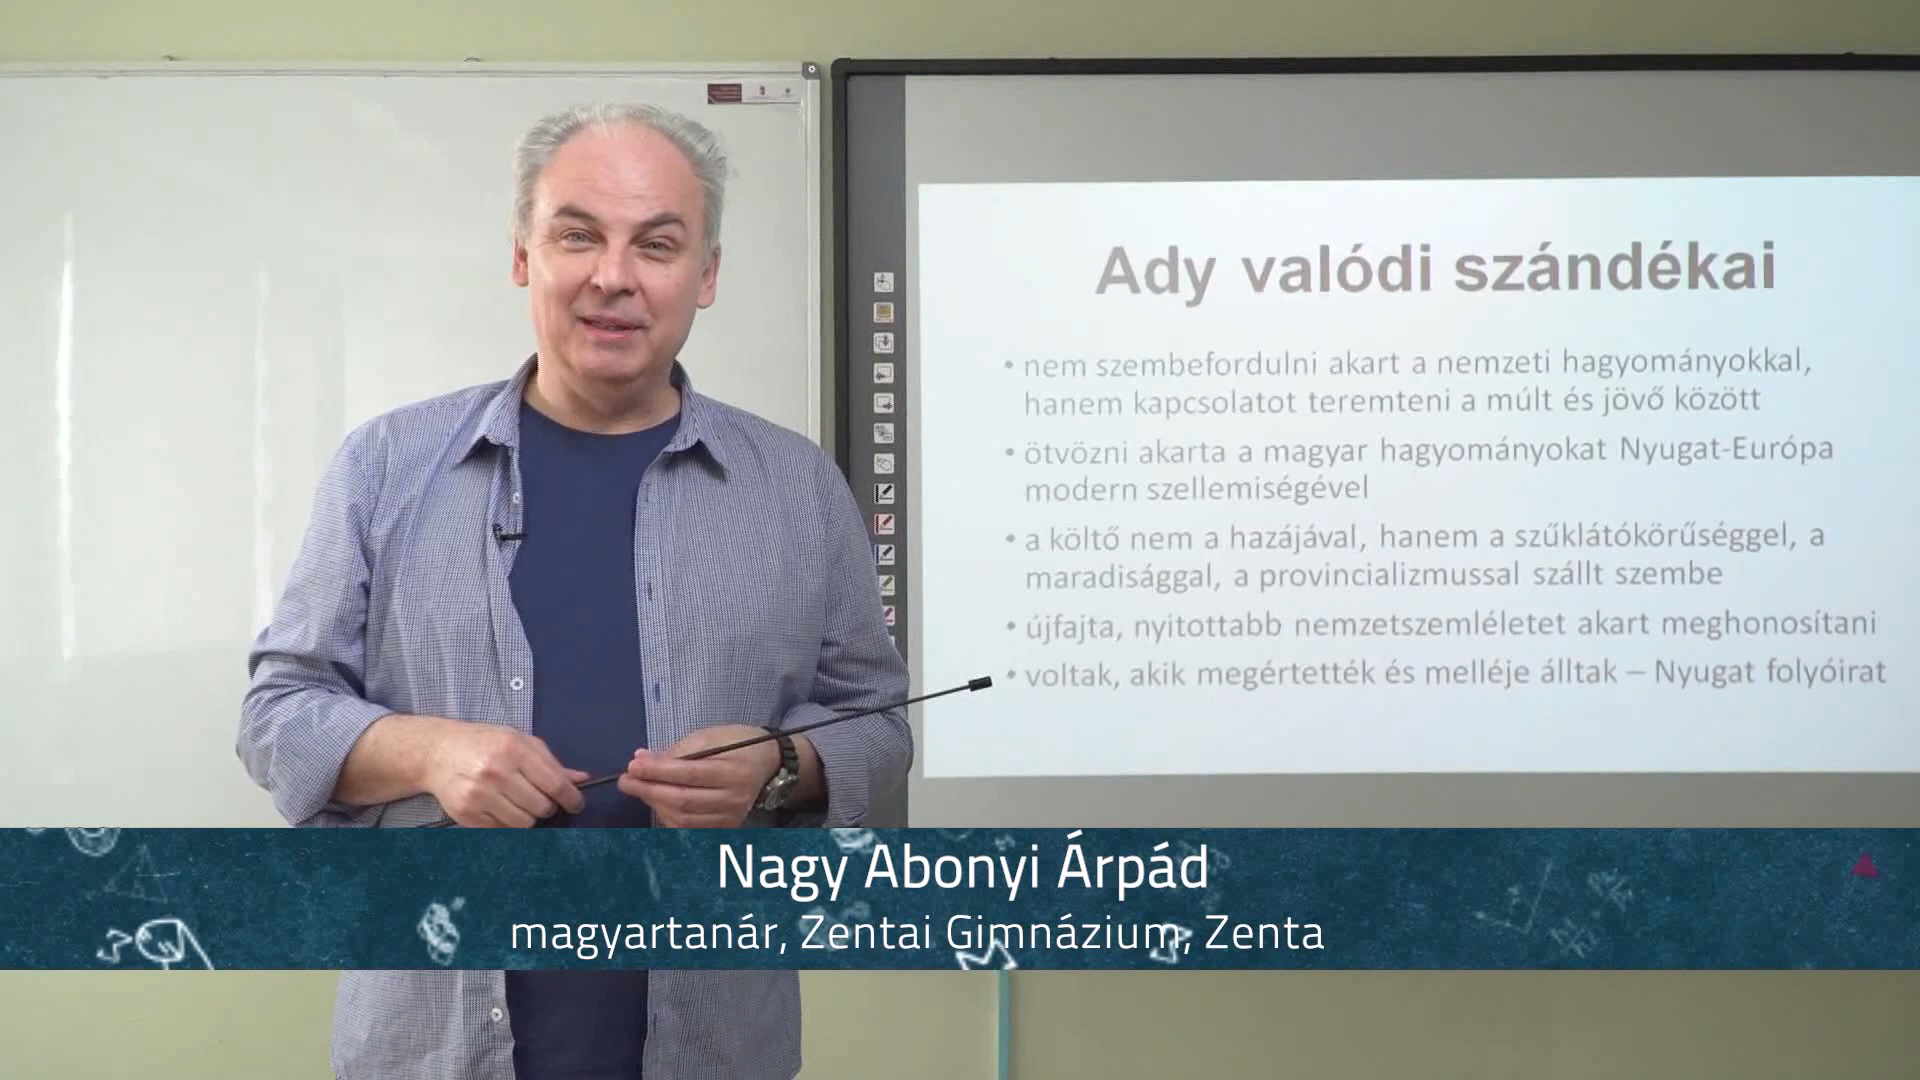 Ady valódi szándékai
• nem szembefordulni akart a nemzeti hagyományokkal,
hanem kapcsolatot teremteni a múlt és jövő között
• ötvözni akarta a magyar hagyományokat Nyugat-Európa
modern szellemiségével
• a költő nem a hazájával, hanem a szűklátókörűséggel, a
maradisággal, a provincializmussal szállt szembe
• újfajta, nyitottabb nemzetszemléletet akart meghonosítani
• voltak, akik megértették és melléje álltak – Nyugat folyóirat
Nagy Abonyi Árpád
magyartanár, Zentai Gimnázium, Zenta